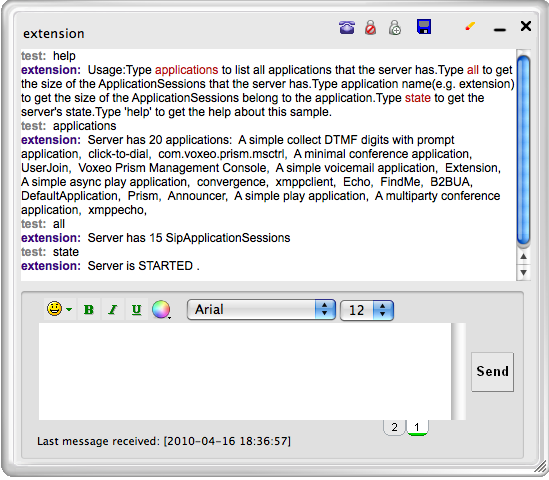 extension
test:  help
extension:  Usage:Type applications to list all applications that the server has.Type all to get
the size of the ApplicationSessions that the server has.Type application name(e.g. extension)
to get the size of the ApplicationSessions belong to the application.Type state to get the
server's state.Type 'help' to get the help about this sample.
test:  applications
extension:  Server has 20 applications:  A simple collect DTMF digits with prompt
application,  click-to-dial,  com.voxeo.prism.msctrl,  A minimal conference application,
UserJoin,  Voxeo Prism Management Console,  A simple voicemail application,  Extension,
A simple async play application,  convergence,  xmppclient,  Echo,  FindMe,  B2BUA,
DefaultApplication,  Prism,  Announcer,  A simple play application,  A multiparty conference
application,  xmppecho,
test:  all
extension:  Server has 15 SipApplicationSessions
test:  state
extension:  Server is STARTED .
B I U Arial 12
Send
2 1
Last message received: [2010-04-16 18:36:57]